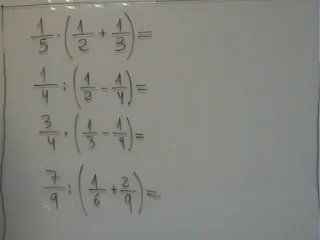 1/5 · (1/2 + 1/3) =
1/4 : (1/2 - 1/4) =
3/4 · (1/3 - 1/9) =
7/9 : (1/6 + 2/9) =